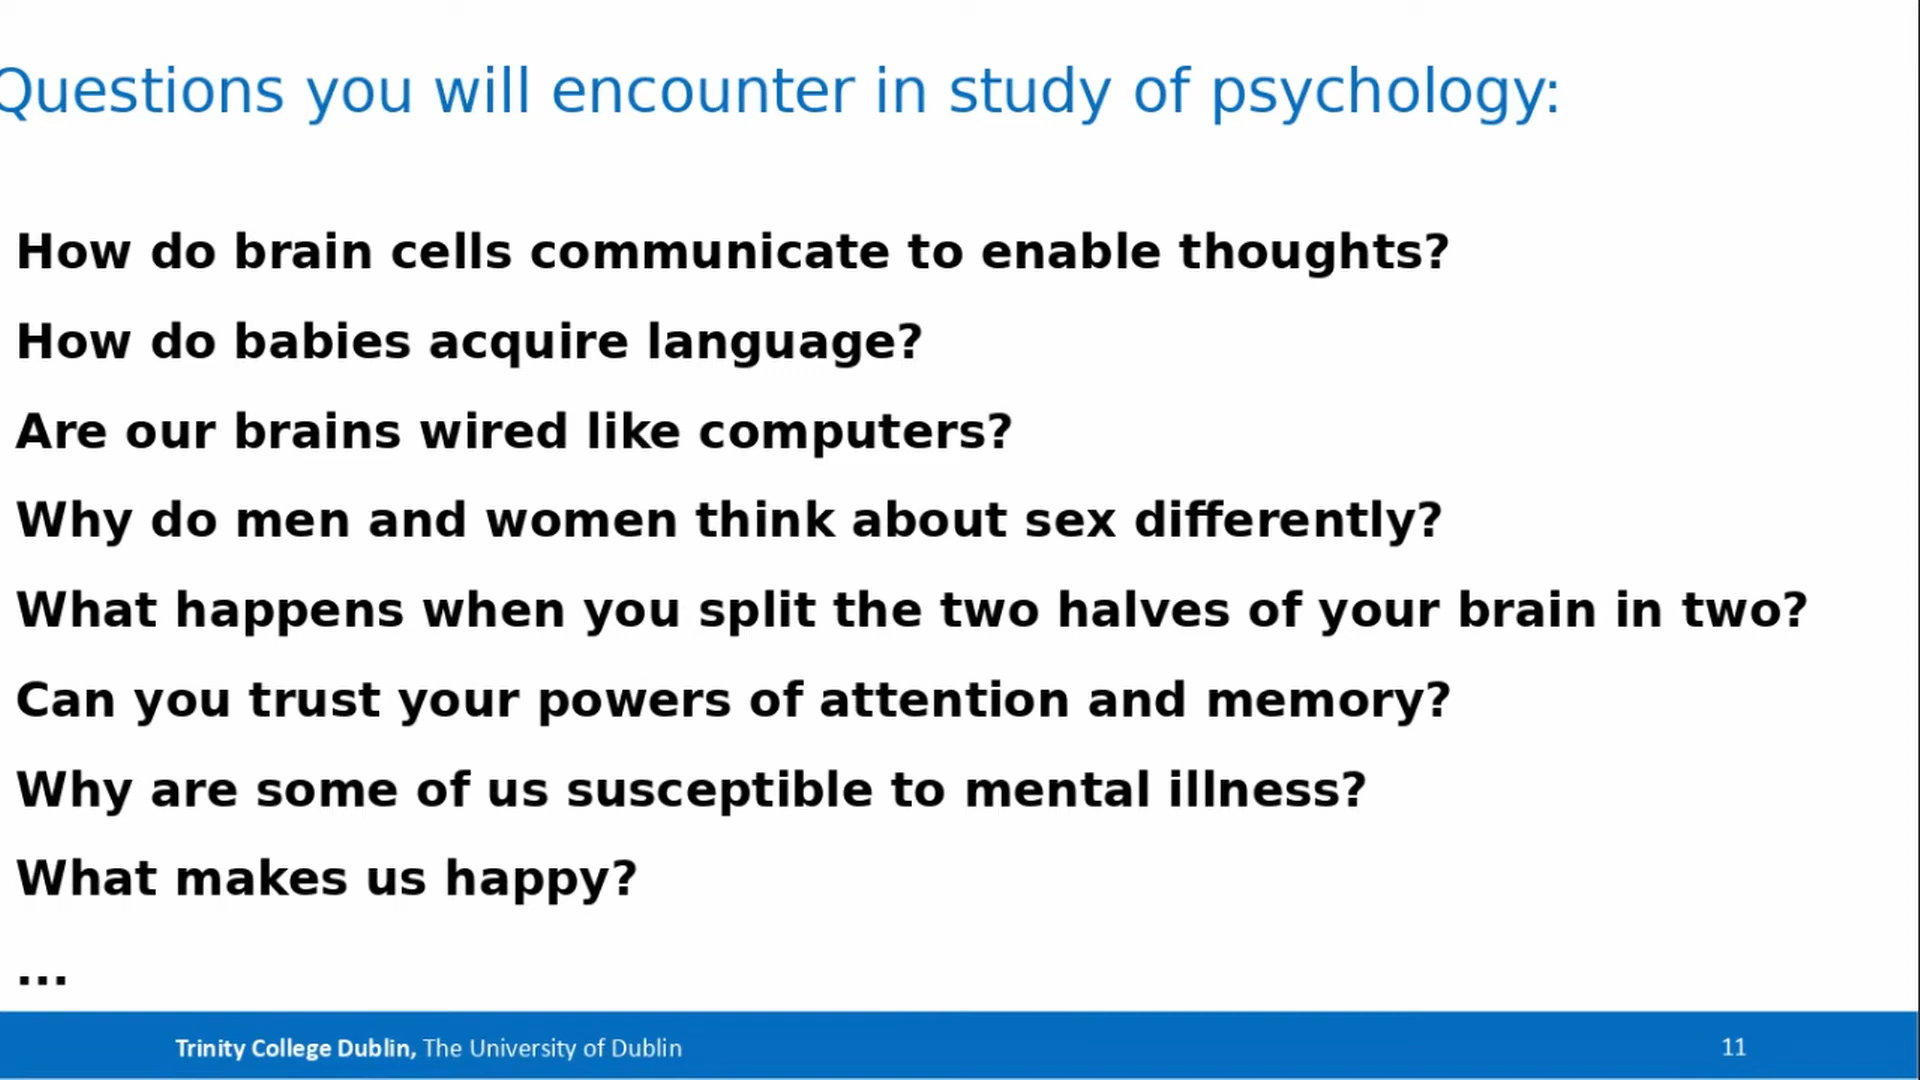 Questions you will encounter in study of psychology:
How do brain cells communicate to enable thoughts?
How do babies acquire language?
Are our brains wired like computers?
Why do men and women think about sex differently?
What happens when you split the two halves of your brain in two?
Can you trust your powers of attention and memory?
Why are some of us susceptible to mental illness?
What makes us happy?
...
Trinity College Dublin, The University of Dublin
11